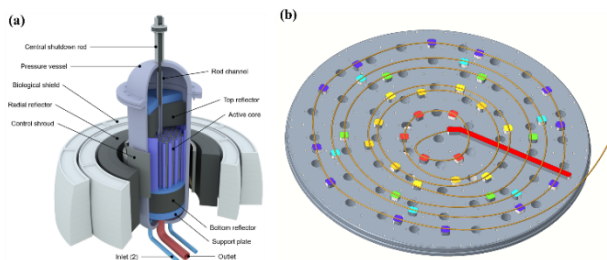 (a)
(b)
Central shutdown rod
Pressure vessel
Biological shield
Radial reflector
Control shroud
Rod channel
Top reflector
Active core
Bottom reflector
Support plate
Inlet (2)
Outlet